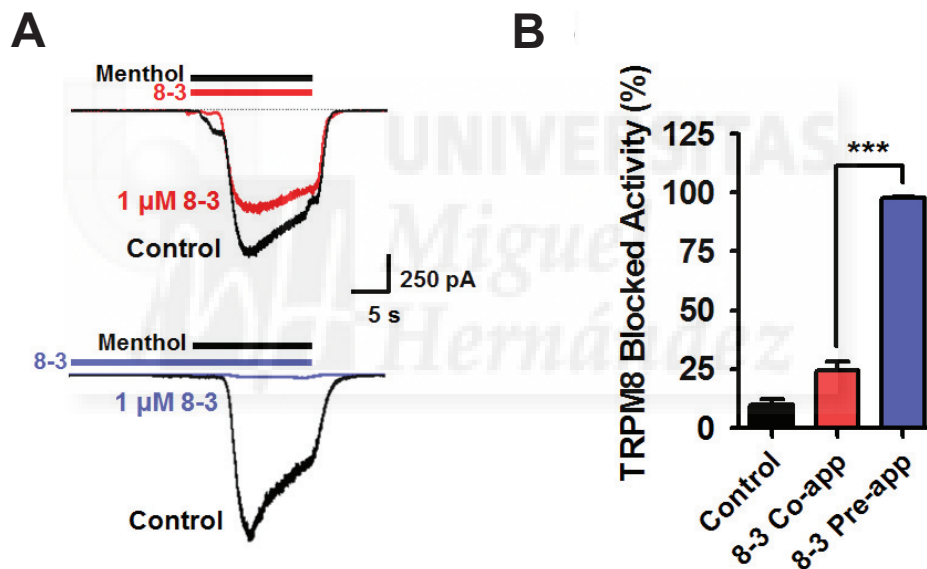 A
Menthol
8-3
1 µM 8-3
Control
250 pA
5 s
Menthol
8-3
1 µM 8-3
Control
B
TRPM8 Blocked Activity (%)
125
100
75
50
25
0
***
Control
8-3 Co-app
8-3 Pre-app
UNIVERSITAS
Miguel
Hernández